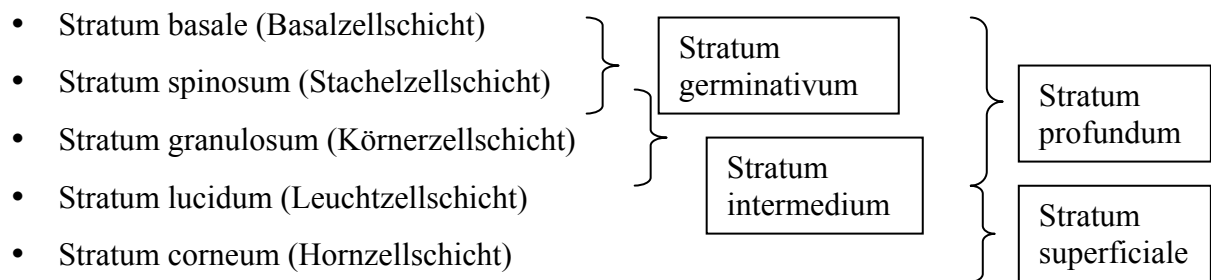 • Stratum basale (Basalzellschicht)
• Stratum spinosum (Stachelzellschicht)
• Stratum granulosum (Körnerzellschicht)
• Stratum lucidum (Leuchtzellschicht)
• Stratum corneum (Hornzellschicht)
Stratum
germinativum
Stratum
intermedium
Stratum
profundum
Stratum
superficiale